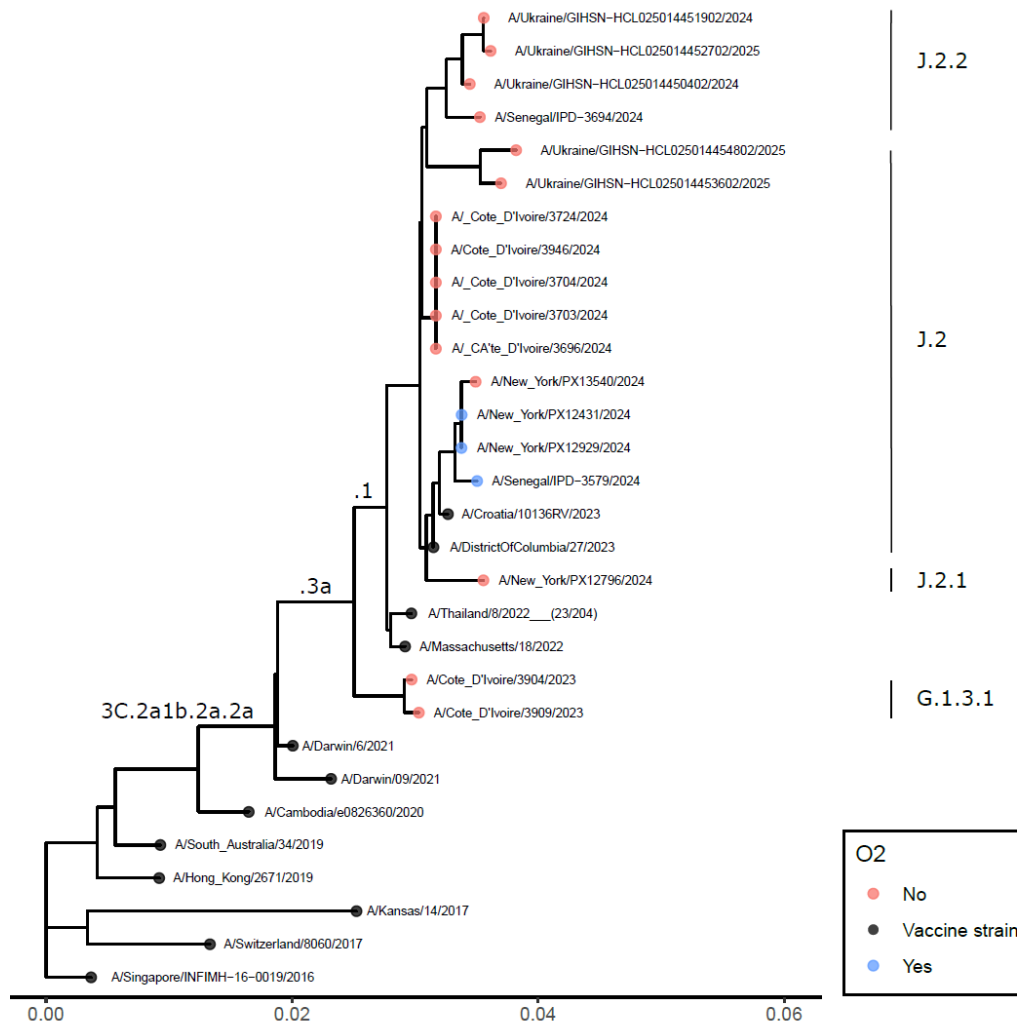 A/Ukraine/GIHSN−HCL025014451902/2024
A/Ukraine/GIHSN−HCL025014452702/2025
J.2.2
A/Ukraine/GIHSN−HCL025014450402/2024
A/Senegal/IPD−3694/2024
A/Ukraine/GIHSN−HCL025014454802/2025
A/Ukraine/GIHSN−HCL025014453602/2025
A/_Cote_D'Ivoire/3724/2024
A/Cote_D'Ivoire/3946/2024
A/_Cote_D'Ivoire/3704/2024
A/_Cote_D'Ivoire/3703/2024
J.2
A/_CA'te_D'Ivoire/3696/2024
A/New_York/PX13540/2024
A/New_York/PX12431/2024
A/New_York/PX12929/2024
A/Senegal/IPD−3579/2024
.1
A/Croatia/10136RV/2023
A/DistrictOfColumbia/27/2023
A/New_York/PX12796/2024
J.2.1
.3a
A/Thailand/8/2022___(23/204)
A/Massachusetts/18/2022
A/Cote_D'Ivoire/3904/2023
G.1.3.1
3C.2a1b.2a.2a
A/Cote_D'Ivoire/3909/2023
A/Darwin/6/2021
A/Darwin/09/2021
A/Cambodia/e0826360/2020
A/South_Australia/34/2019
A/Hong_Kong/2671/2019
A/Kansas/14/2017
A/Switzerland/8060/2017
A/Singapore/INFIMH−16−0019/2016
O2
No
Vaccine strain
Yes
0.00 0.02 0.04 0.06